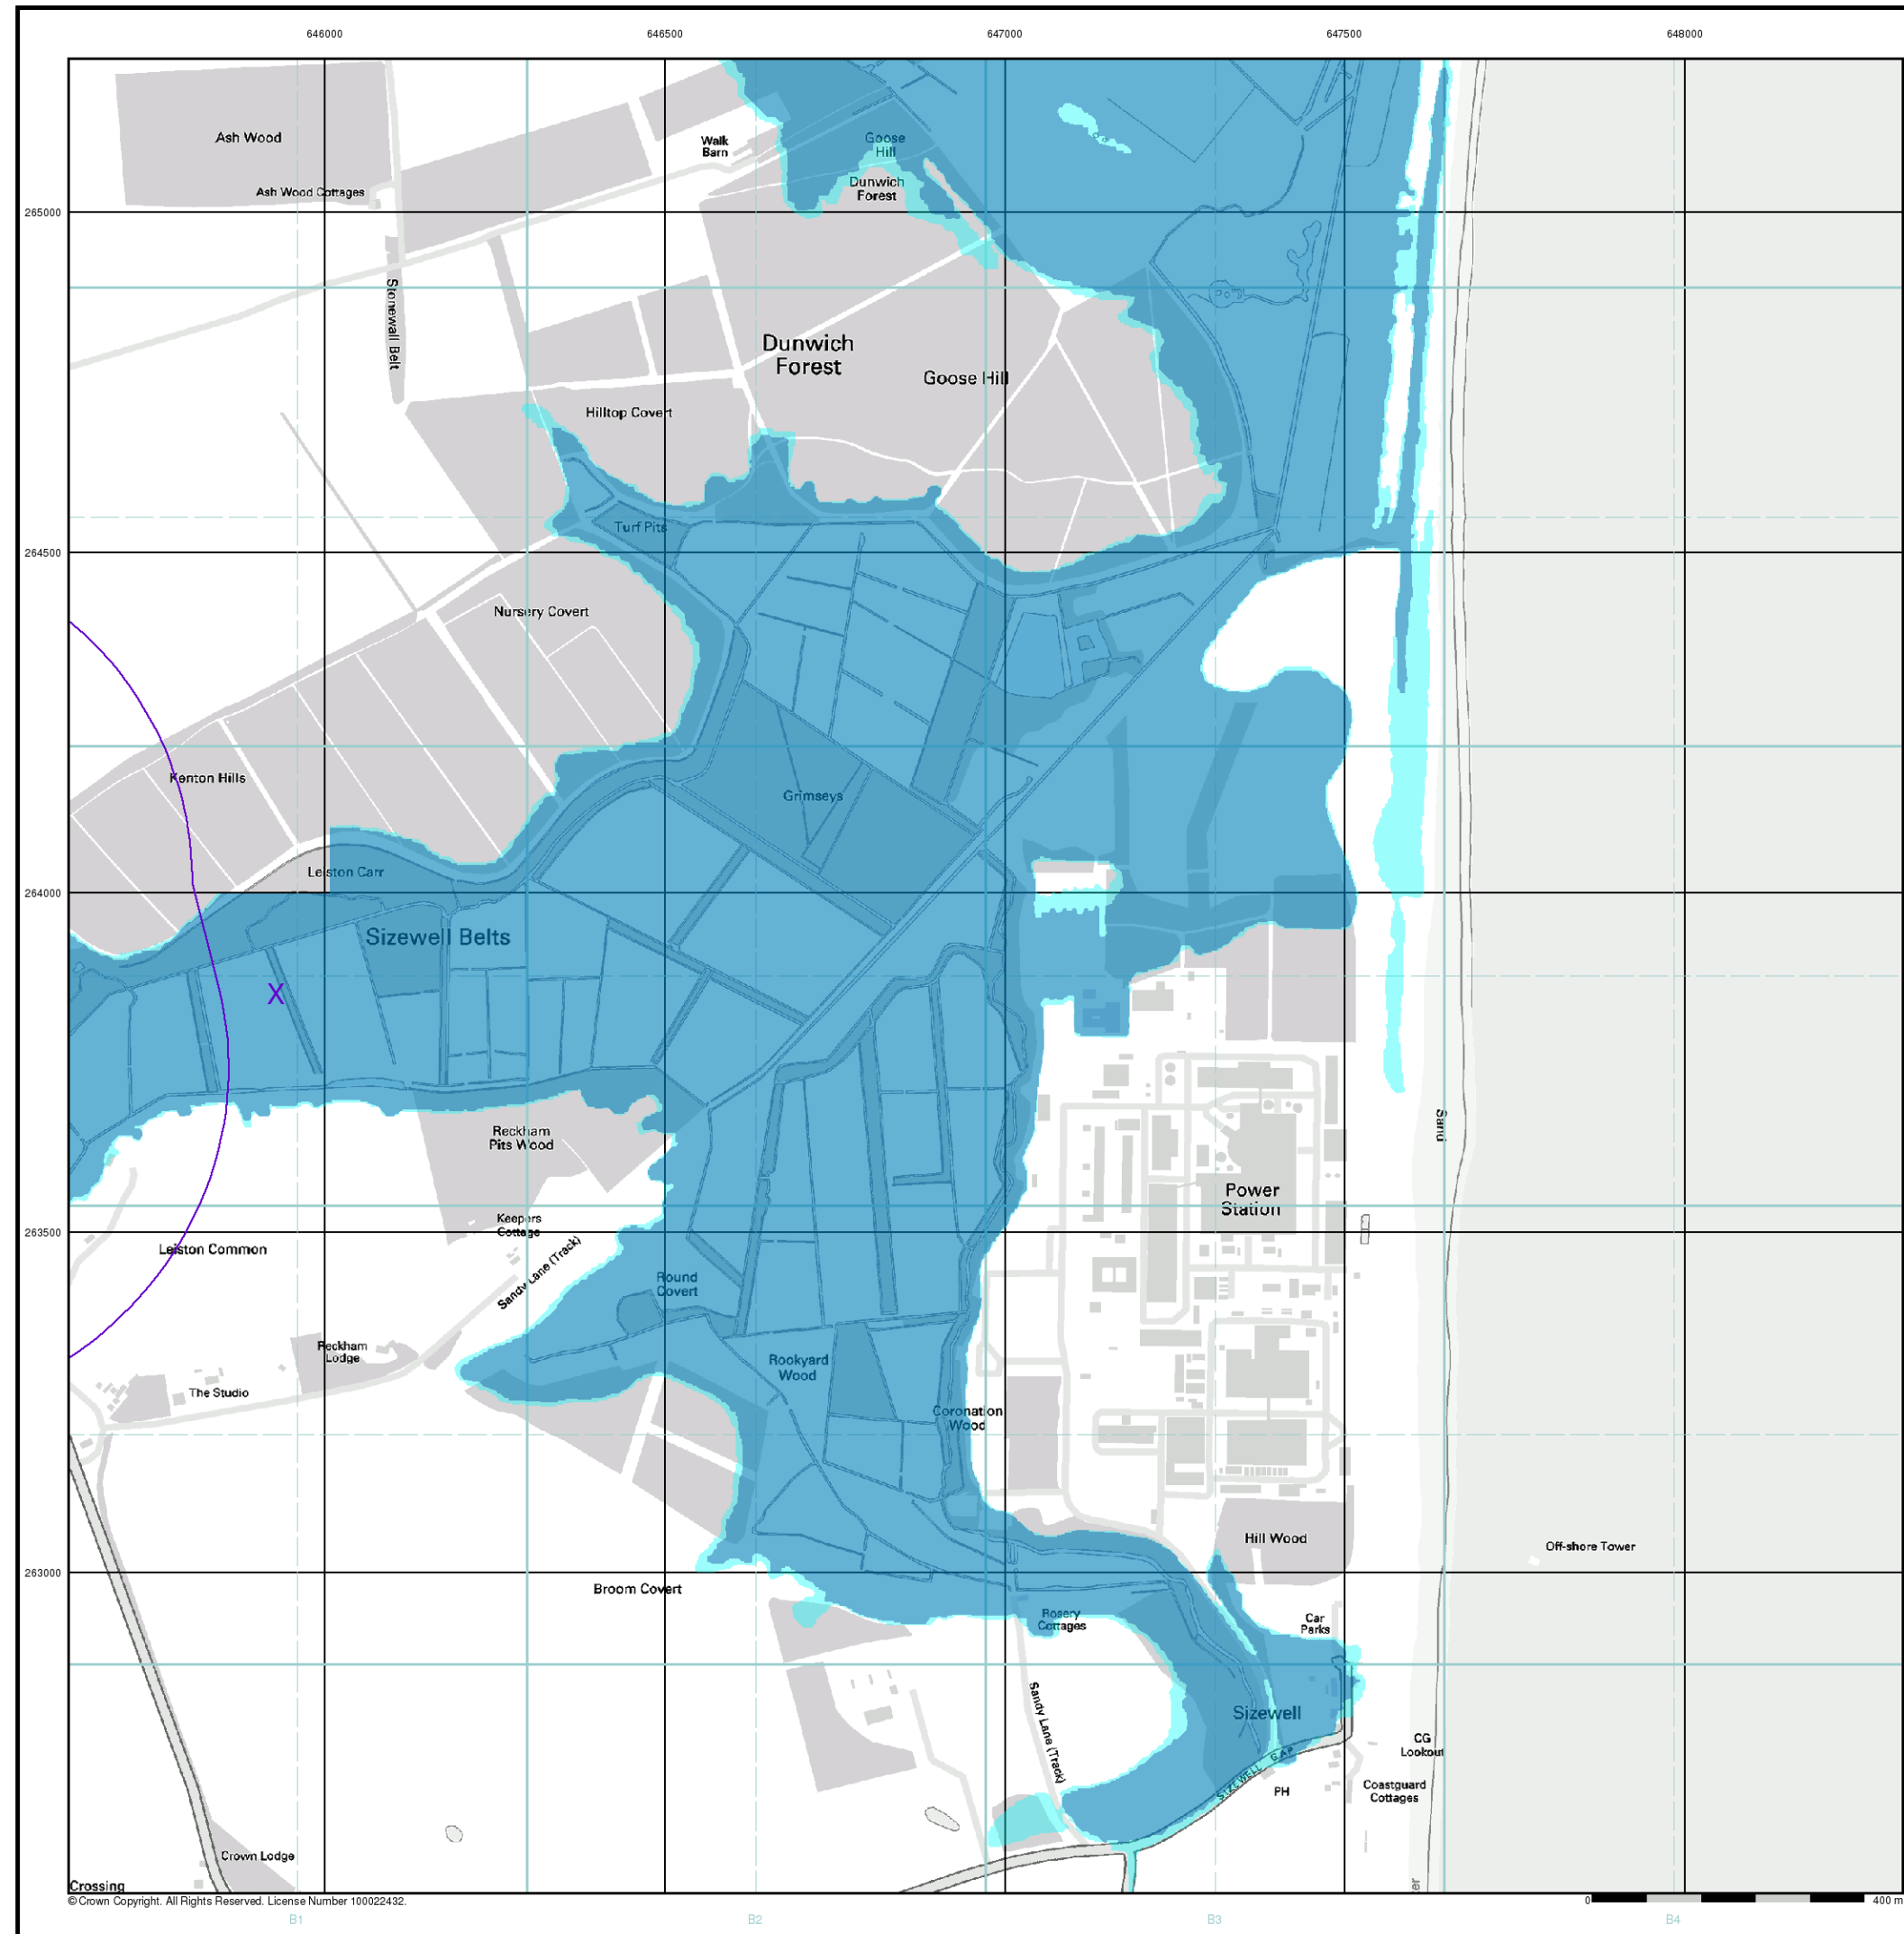 646000 646500 647000 647500 648000
Ash Wood
Walk
Barn
Goose
Hill
Ash Wood Cottages
Dunwich
Forest
265000
Stonewall Belt
Dunwich
Forest
Goose Hill
Hilltop Covert
Turf Pits
264500
Nursery Covert
Kenton Hills
Grimseys
Leiston Carr
264000
Sizewell Belts
X
Sand
Reckham
Pits Wood
Power
Station
Keepers
Cottage
263500
Leiston Common
Sandy Lane (Track)
Round
Covert
Reckham
Lodge
Rookyard
Wood
The Studio
Coronation
Wood
Hill Wood
Off-shore Tower
263000
Broom Covert
Rosery
Cottages
Car
Parks
Sandy Lane (Track)
Sizewell
CG
Lookout
SIZEWELL GAP
PH
Coastguard
Cottages
Crown Lodge
Crossing
er
© Crown Copyright. All Rights Reserved. License Number 100022432.
0 400 m
B1 B2 B3 B4